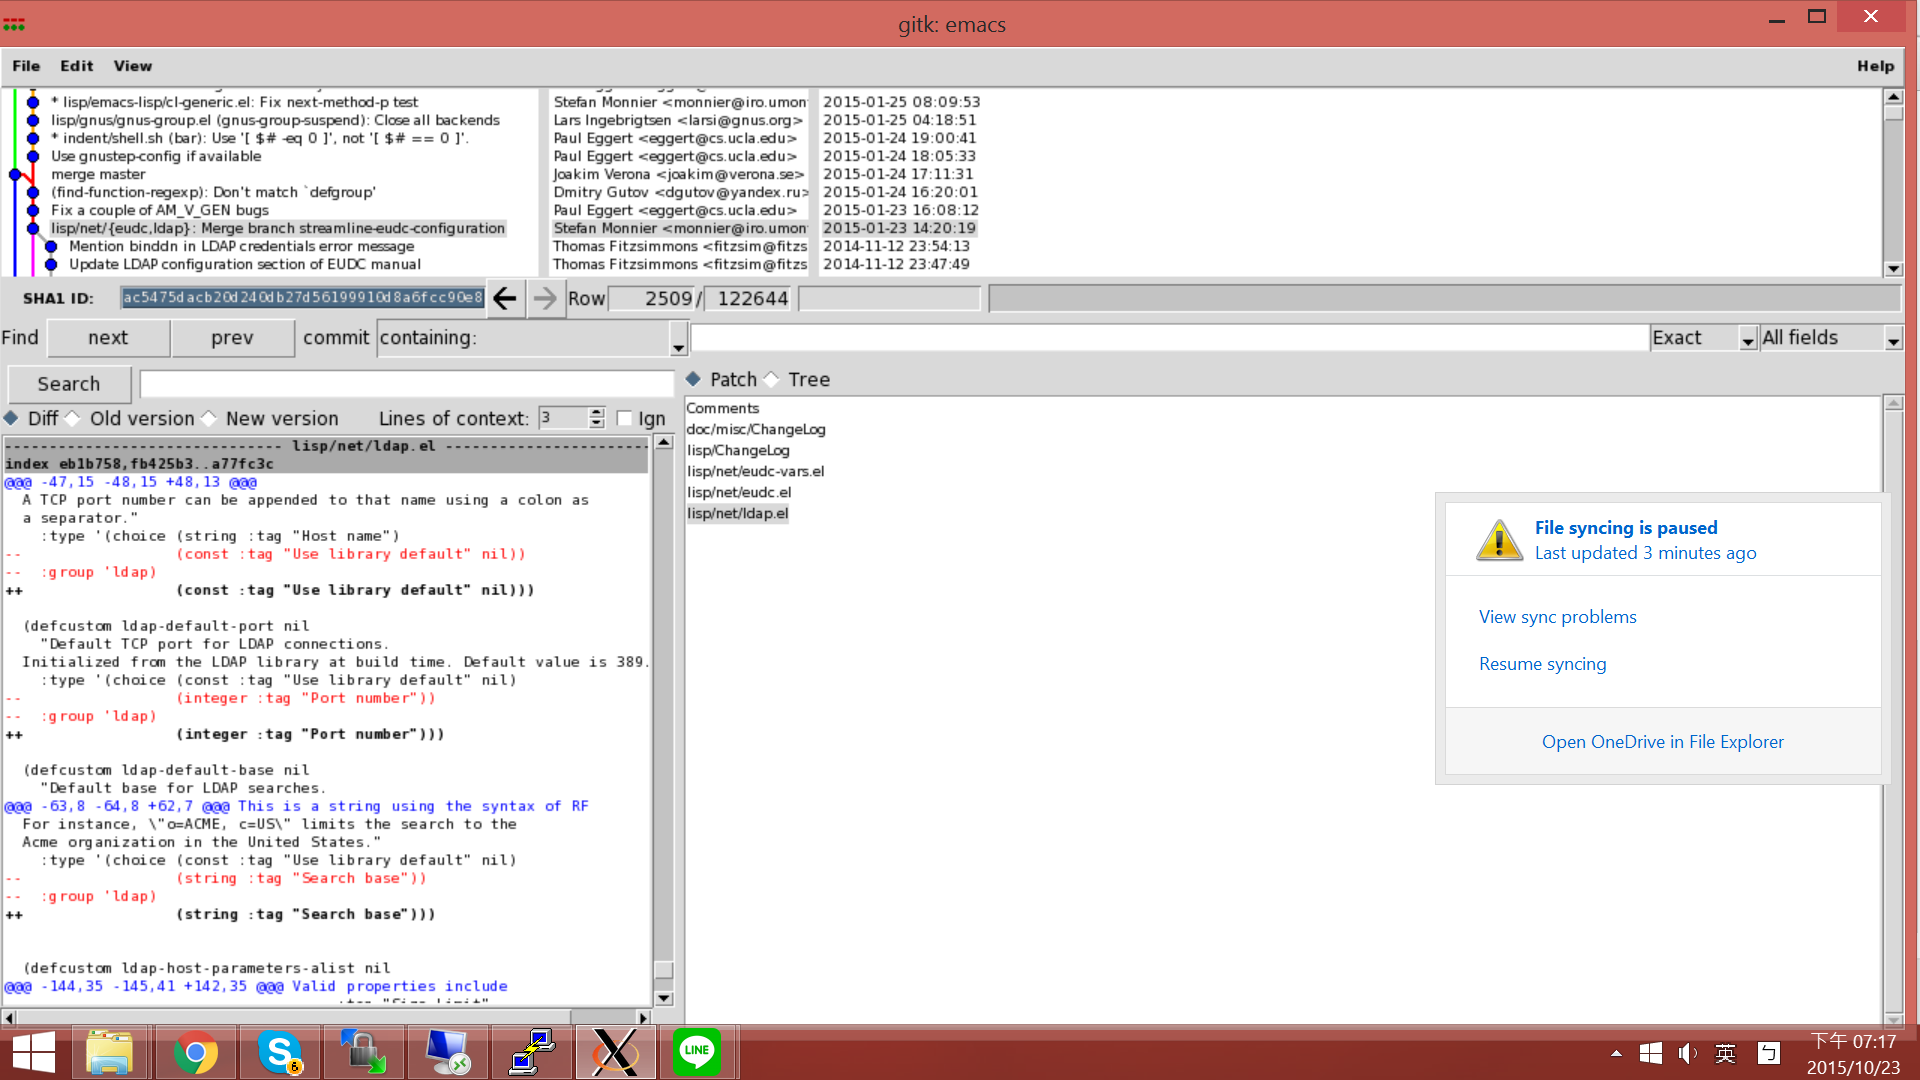 gitk: emacs
File Edit View Help
* lisp/emacs-lisp/cl-generic.el: Fix next-method-p test Stefan Monnier <monnier@iro.umon 2015-01-25 08:09:53
lisp/gnus/gnus-group.el (gnus-group-suspend): Close all backends Lars Ingebrigtsen <larsi@gnus.org> 2015-01-25 04:18:51
* indent/shell.sh (bar): Use '[ $# -eq 0 ]', not '[ $# == 0 ]'. Paul Eggert <eggert@cs.ucla.edu> 2015-01-24 19:00:41
Use gnustep-config if available Paul Eggert <eggert@cs.ucla.edu> 2015-01-24 18:05:33
merge master Joakim Verona <joakim@verona.se> 2015-01-24 17:11:31
(find-function-regexp): Don't match `defgroup' Dmitry Gutov <dgutov@yandex.ru> 2015-01-24 16:20:01
Fix a couple of AM_V_GEN bugs Paul Eggert <eggert@cs.ucla.edu> 2015-01-23 16:08:12
lisp/net/{eudc,ldap}: Merge branch streamline-eudc-configuration Stefan Monnier <monnier@iro.umon 2015-01-23 14:20:19
Mention binddn in LDAP credentials error message Thomas Fitzsimmons <fitzsim@fitzs 2014-11-12 23:54:13
Update LDAP configuration section of EUDC manual Thomas Fitzsimmons <fitzsim@fitzs 2014-11-12 23:47:49
SHA1 ID: ac5475dacb20d240db27d56199910d8a6fcc90e8 Row 2509 / 122644
Find next prev commit containing: Exact All fields
Search
Diff Old version New version Lines of context: 3 Ign
------------------------------ lisp/net/ldap.el -----------------------
index eb1b758,fb425b3..a77fc3c
@@@ -47,15 -48,15 +48,13 @@@
A TCP port number can be appended to that name using a colon as
a separator."
:type '(choice (string :tag "Host name")
-- (const :tag "Use library default" nil))
-- :group 'ldap)
++ (const :tag "Use library default" nil)))
(defcustom ldap-default-port nil
"Default TCP port for LDAP connections.
Initialized from the LDAP library at build time. Default value is 389.
:type '(choice (const :tag "Use library default" nil)
-- (integer :tag "Port number"))
-- :group 'ldap)
++ (integer :tag "Port number")))
(defcustom ldap-default-base nil
"Default base for LDAP searches.
@@@ -63,8 -64,8 +62,7 @@@ This is a string using the syntax of RF
For instance, \"o=ACME, c=US\" limits the search to the
Acme organization in the United States."
:type '(choice (const :tag "Use library default" nil)
-- (string :tag "Search base"))
-- :group 'ldap)
++ (string :tag "Search base")))
(defcustom ldap-host-parameters-alist nil
@@@ -144,35 -145,41 +142,35 @@@ Valid properties include
Patch Tree
Comments
doc/misc/ChangeLog
lisp/ChangeLog
lisp/net/eudc-vars.el
lisp/net/eudc.el
lisp/net/ldap.el
File syncing is paused
Last updated 3 minutes ago
View sync problems
Resume syncing
Open OneDrive in File Explorer
6
LINE
英
ㄅ
下午 07:17
2015/10/23